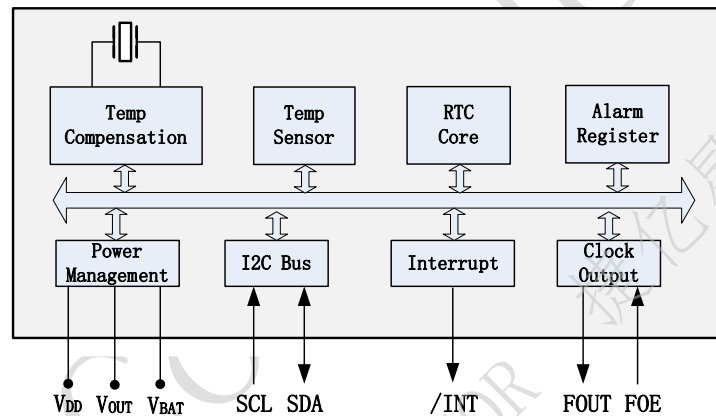 Temp
Compensation
Temp
Sensor
RTC
Core
Alarm
Register
Power
Management
I2C Bus
Interrupt
Clock
Output
VDD VOUT VBAT SCL SDA /INT FOUT FOE